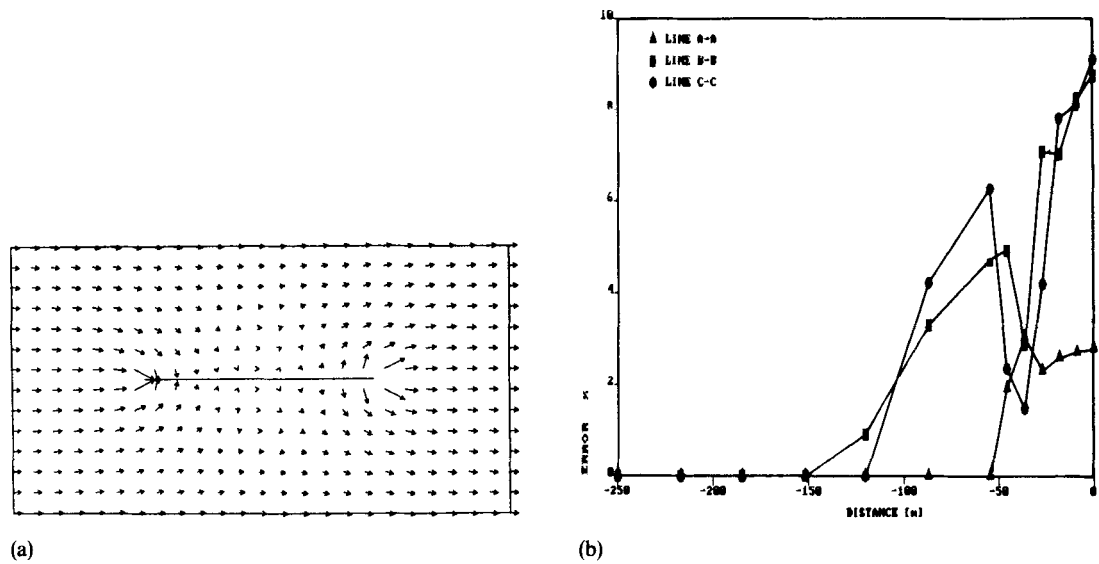 10
8
6
4
2
0
ERROR %
LINE A-A
LINE B-B
LINE C-C
-250
-200
-150
-100
-50
0
DISTANCE [m]
(a)
(b)